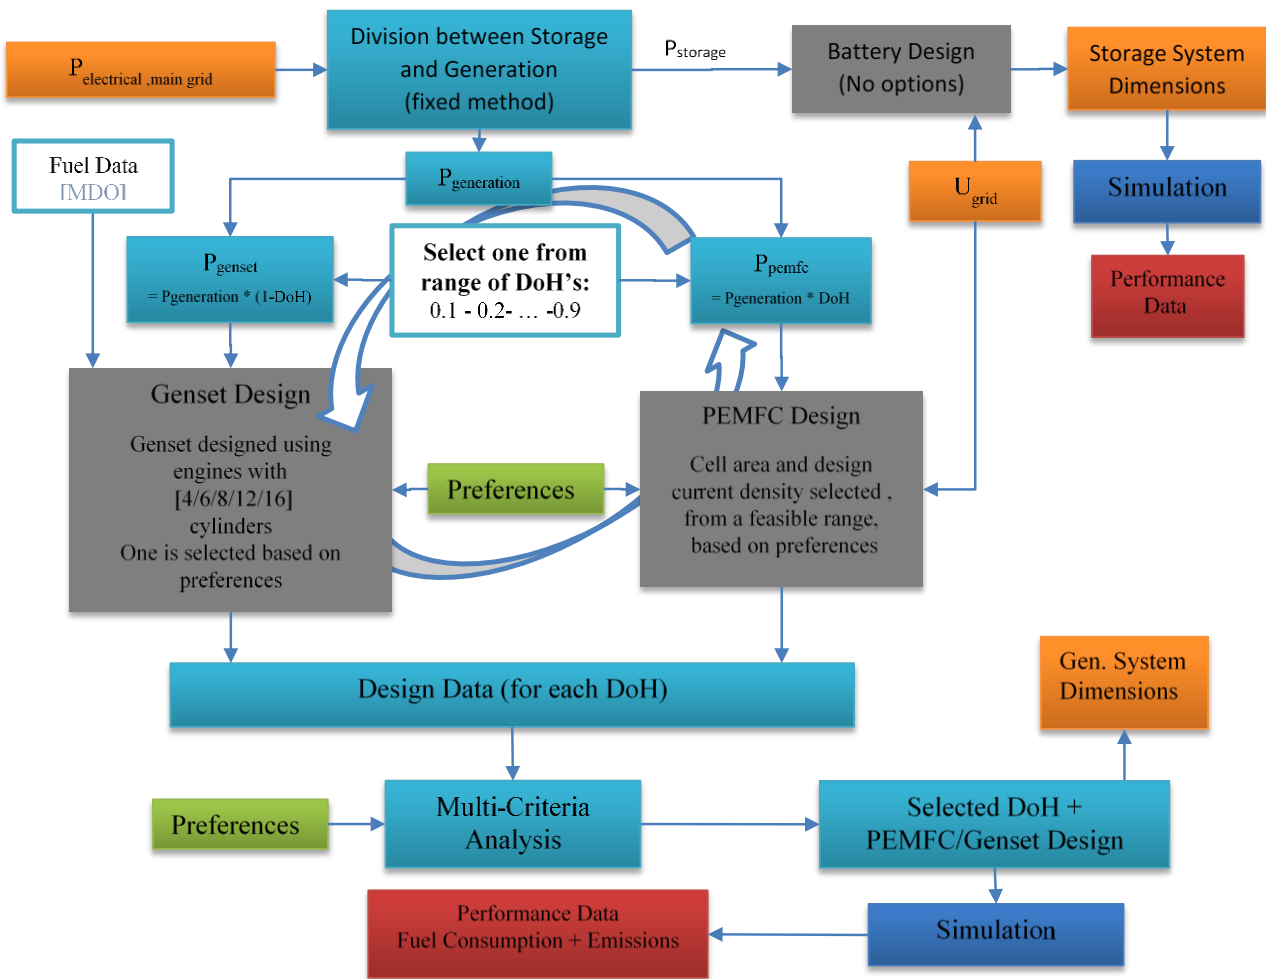 P electrical ,main grid
Division between Storage
and Generation
(fixed method)
P storage
Battery Design
(No options)
Storage System
Dimensions
Fuel Data
[MDO]
P generation
U grid
Simulation
P genset
= Pgeneration * (1-DoH)
Select one from
range of DoH’s:
0.1 - 0.2- … -0.9
P pemfc
= Pgeneration * DoH
Performance
Data
Genset Design
Genset designed using
engines with
[4/6/8/12/16]
cylinders
One is selected based on
preferences
Preferences
PEMFC Design
Cell area and design
current density selected ,
from a feasible range,
based on preferences
Design Data (for each DoH)
Gen. System
Dimensions
Preferences
Multi-Criteria
Analysis
Selected DoH +
PEMFC/Genset Design
Performance Data
Fuel Consumption + Emissions
Simulation